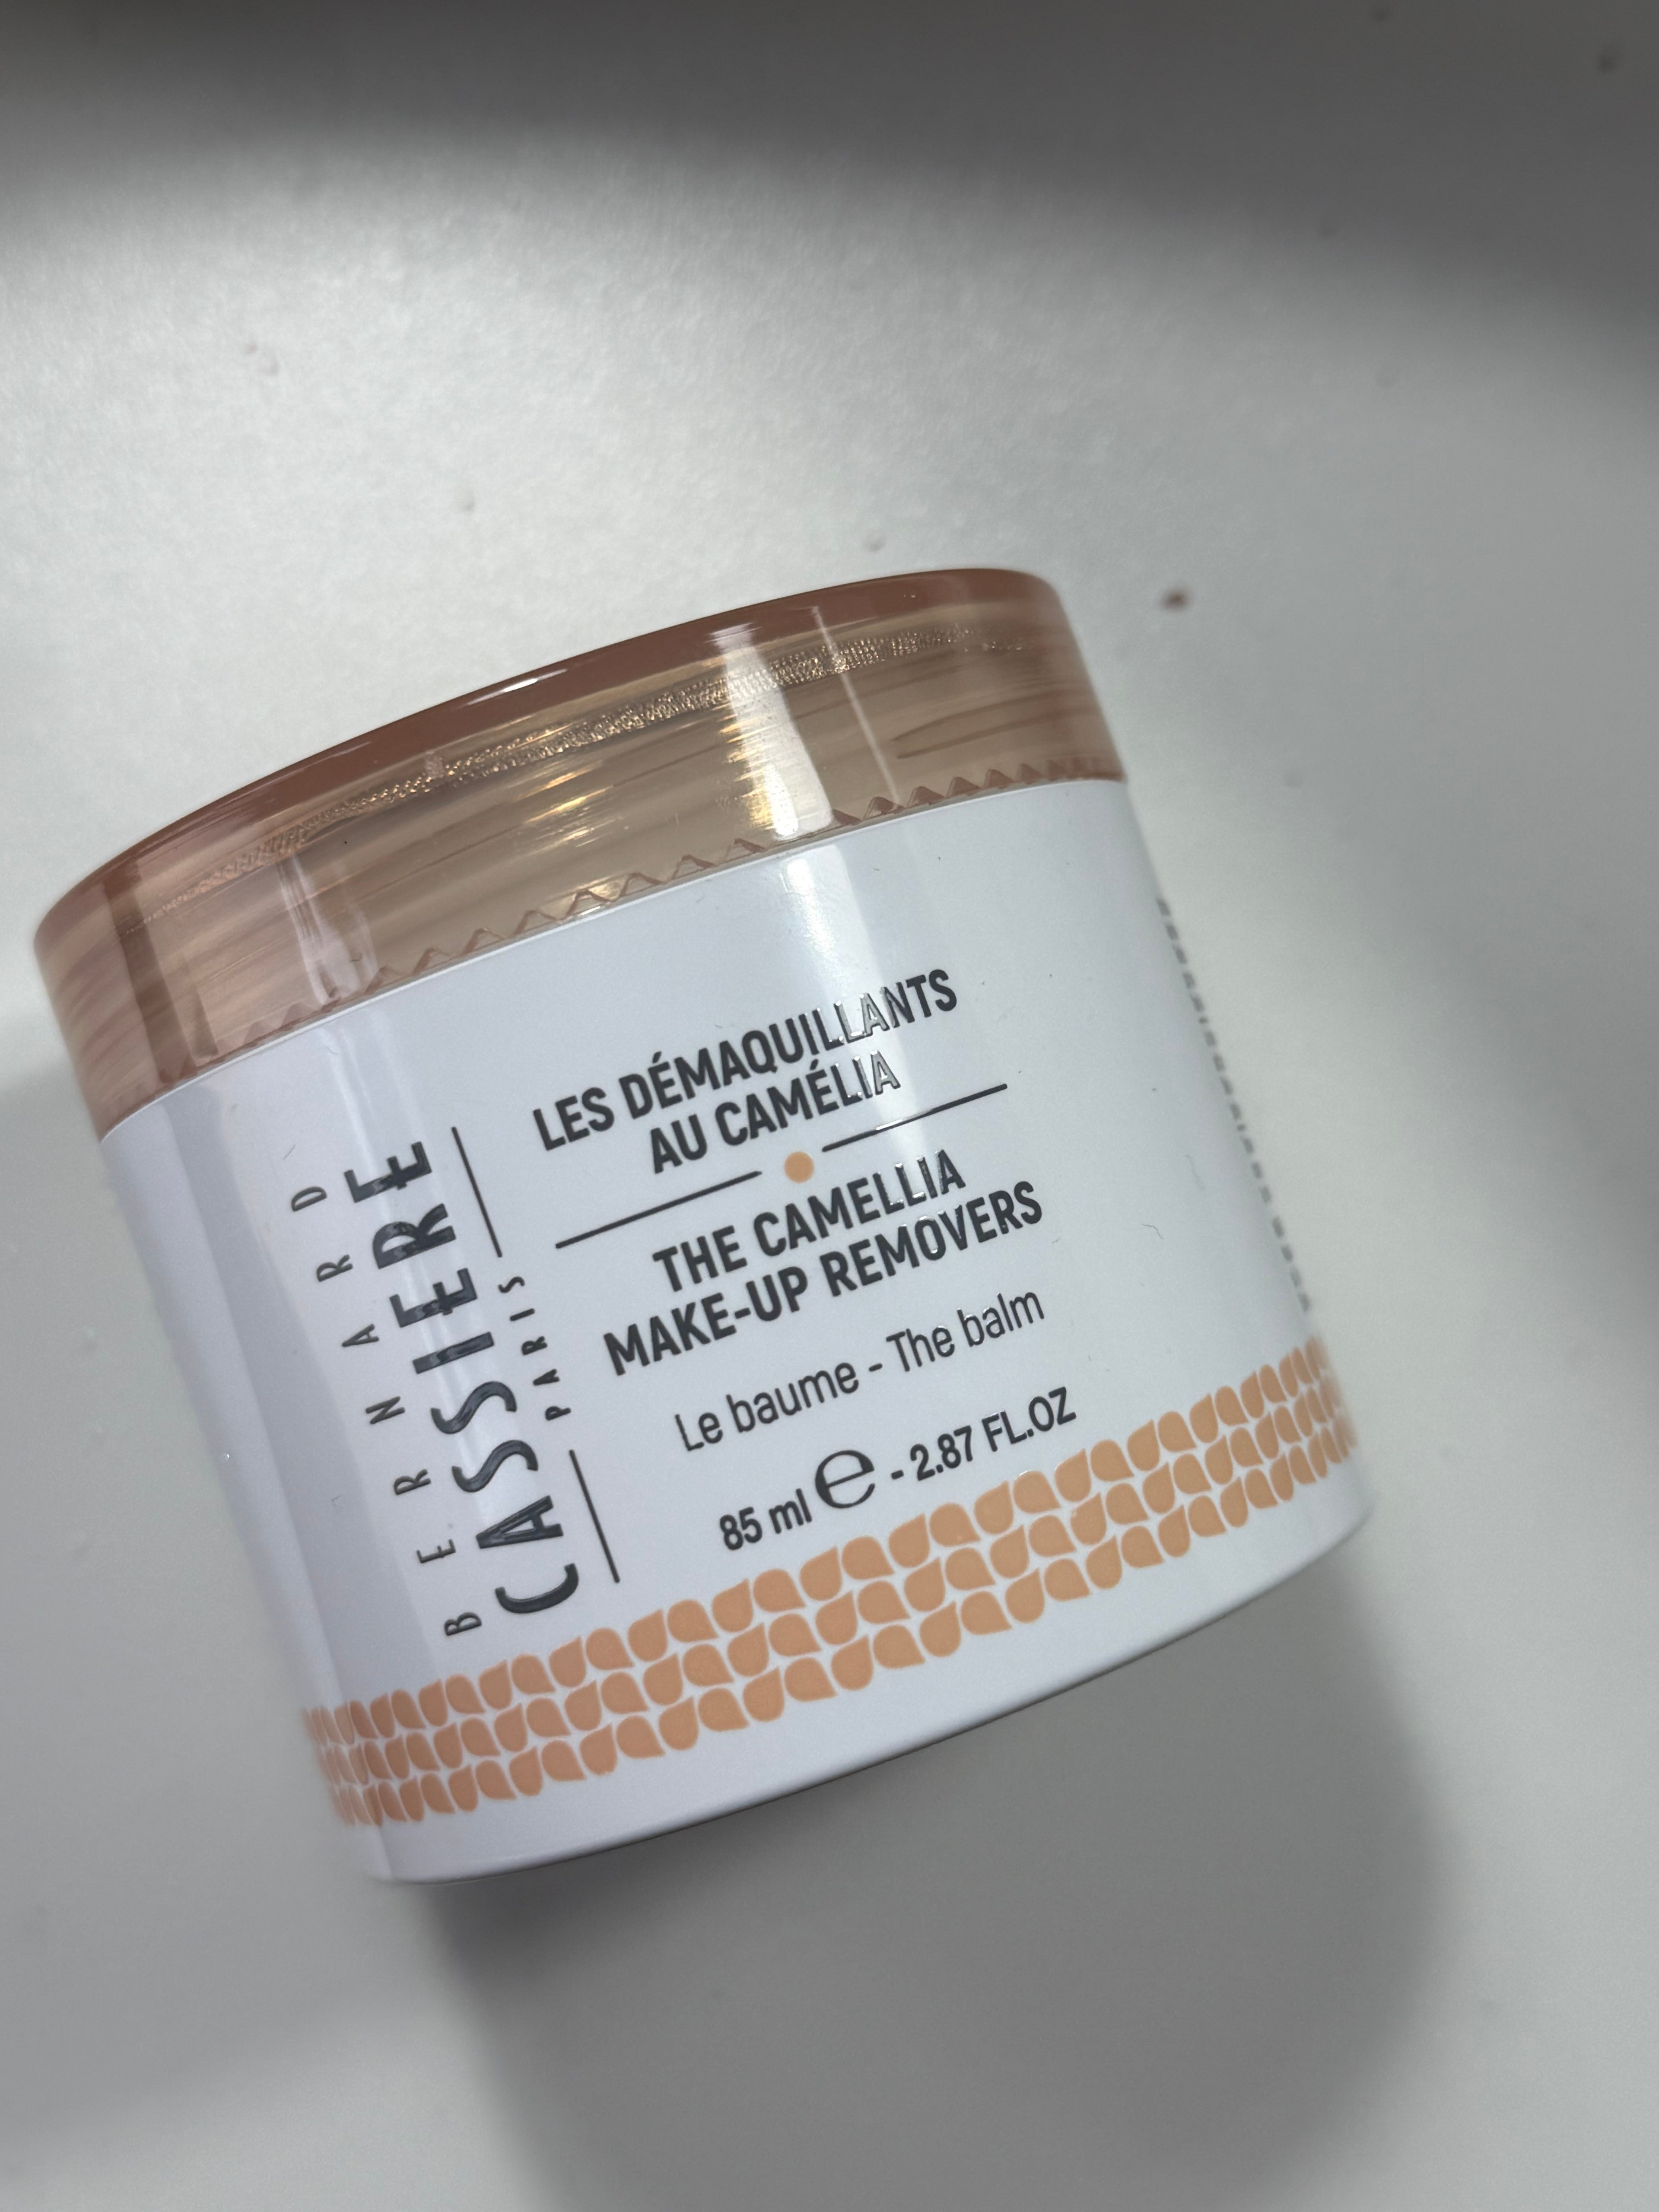 BERNARD
CASSIERE
PARIS
LES DÉMAQUILLANTS
AU CAMÉLIA
THE CAMELLIA
MAKE-UP REMOVERS
Le baume - The balm
85 ml e - 2.87 FL.OZ